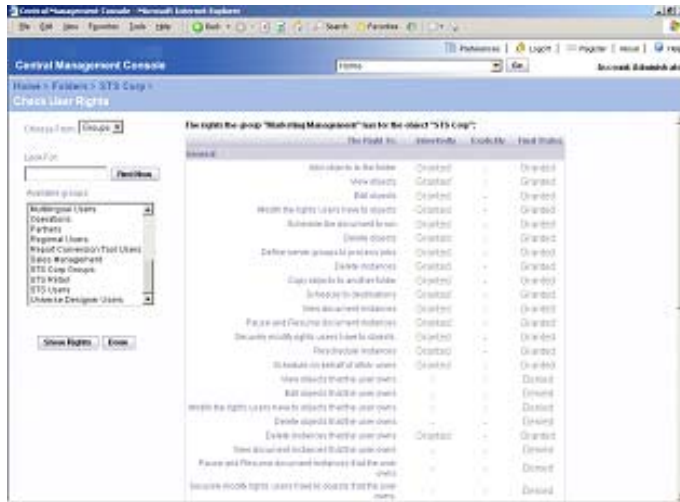 Central Management Console - Microsoft Internet Explorer
File Edit View Favorites Tools Help
Back Search Favorites
Preferences | Logoff | Register | About | Help
Central Management Console
Home
Go
Account: Administrator
Home > Folders > STS Corp >
Check User Rights
Choose From: Groups
Look For:
Find Now
Available groups:
Multilingual Users
Operations
Partners
Regional Users
Report Conversion Tool Users
Sales Management
STS Corp Groups
STS Retail
STS Users
Universe Designer Users
Show Rights Done
The rights the group "Marketing Management" has for the object "STS Corp":
The Right To: Inheritedly Explicitly Final Status
General
Add objects to the folder Granted - Granted
View objects Granted - Granted
Edit objects Granted - Granted
Modify the rights users have to objects Granted - Granted
Schedule the document to run Granted - Granted
Delete objects Granted - Granted
Define server groups to process jobs Granted - Granted
Delete instances Granted - Granted
Copy objects to another folder Granted - Granted
Schedule to destinations Granted - Granted
View document instances Granted - Granted
Pause and Resume document instances Granted - Granted
Securely modify rights users have to objects. Granted - Granted
Reschedule instances Granted - Granted
Schedule on behalf of other users Granted - Granted
View objects that the user owns - - Denied
Edit objects that the user owns - - Denied
Modify the rights users have to objects that the user owns - - Denied
Delete objects that the user owns - - Denied
Delete instances that the user owns Granted - Granted
View document instances that the user owns - - Denied
Pause and Resume document instances that the user owns - - Denied
Securely modify rights users have to objects that the user owns - - Denied